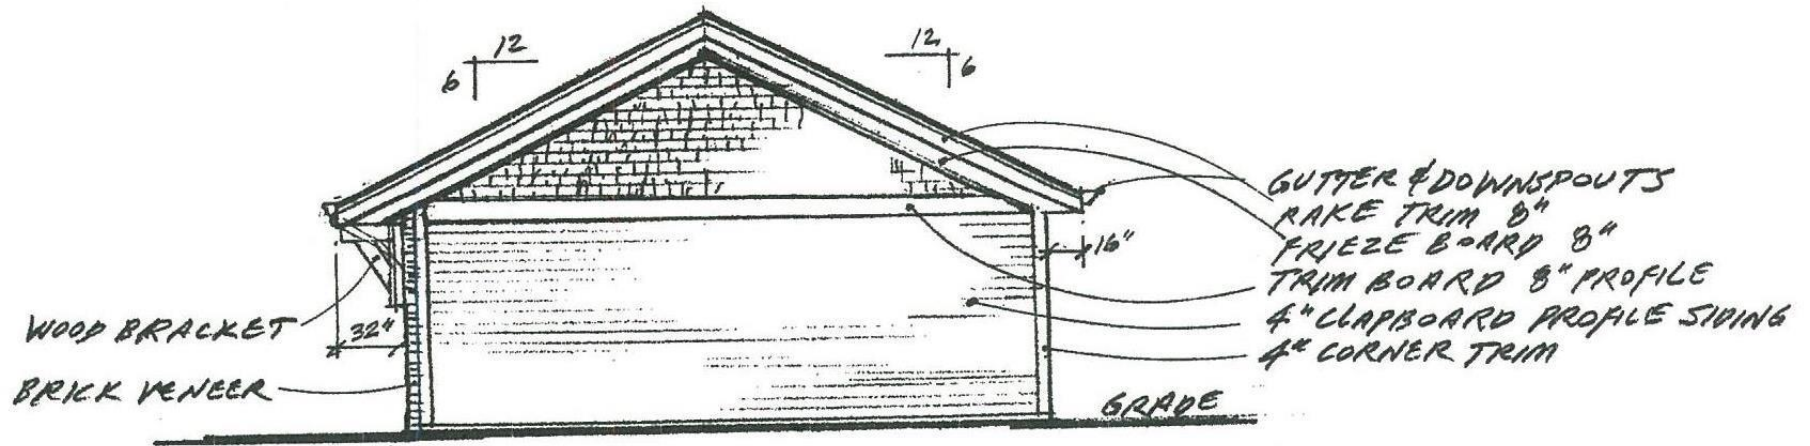 12
6
12
6
GUTTER & DOWNSPOUTS
RAKE TRIM 8"
FRIEZE BOARD 8"
TRIM BOARD 8" PROFILE
4" CLAPBOARD PROFILE SIDING
4" CORNER TRIM
16"
WOOD BRACKET
32"
BRICK VENEER
GRADE